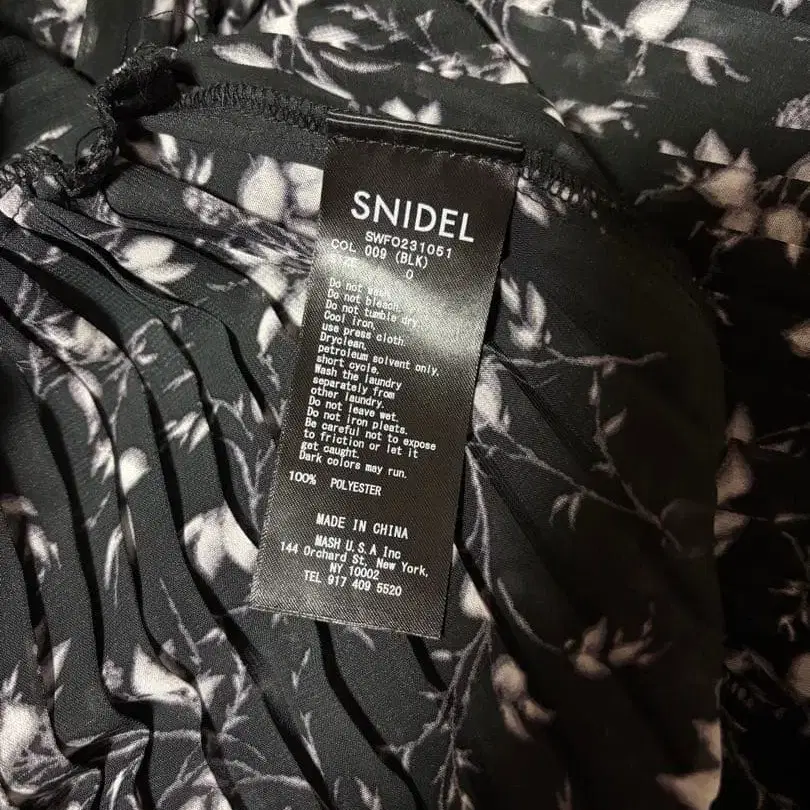 SNIDEL
SWFO231051
COL 009 (BLK)
SIZE 0
Do not wash.
Do not bleach.
Do not tumble dry.
Cool iron,
use press cloth.
Dryclean,
petroleum solvent only,
short cycle.
Wash the laundry
separately from
other laundry.
Do not leave wet.
Do not iron pleats.
Be careful not to expose
to friction or let it
get caught.
Dark colors may run.
100% POLYESTER
MADE IN CHINA
MASH U.S.A Inc
144 Orchard St, New York,
NY 10002
TEL 917 409 5520